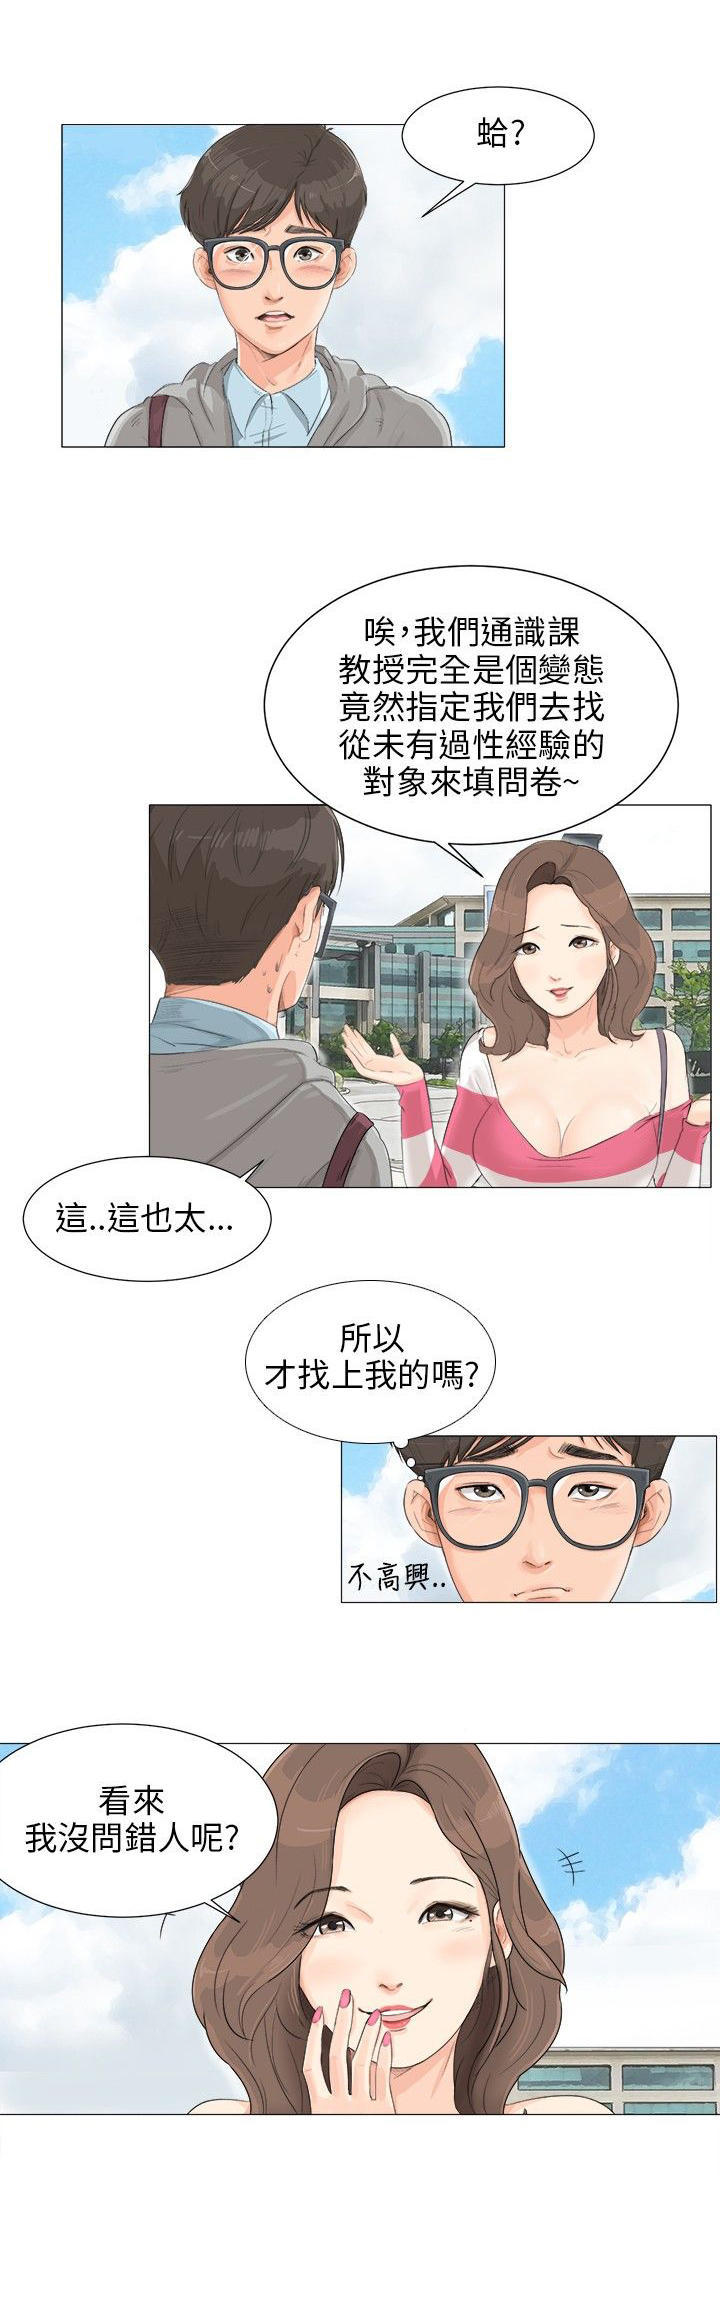 蛤?
唉，我們通識課
教授完全是個變態
竟然指定我們去找
從未有過性經驗的
對象來填問卷~
這..這也太...
所以
才找上我的嗎?
不高興..
看來
我沒問錯人呢?